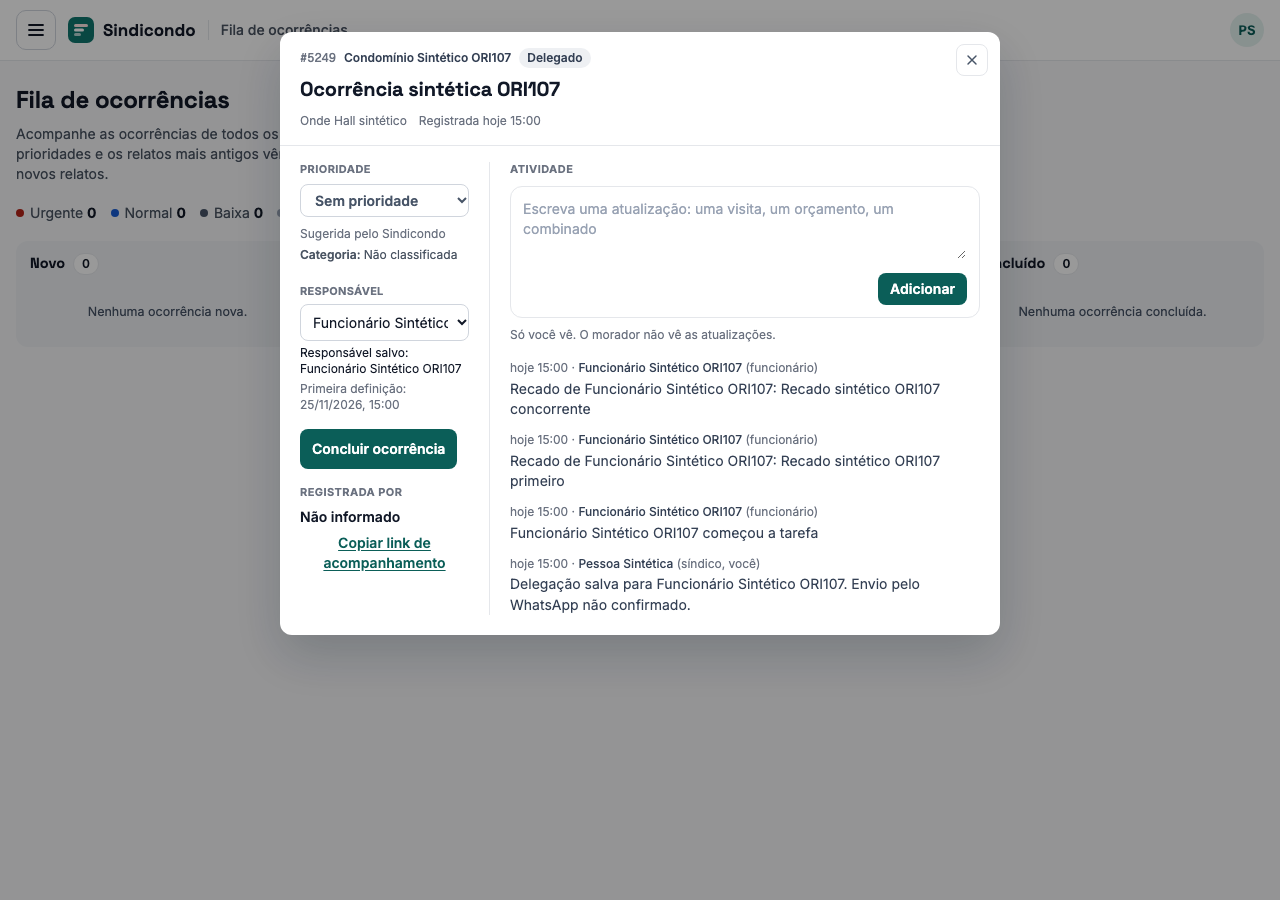 Sindicondo
Fila de ocorrências
PS
Fila de ocorrências
Acompanhe as ocorrências de todos os
prioridades e os relatos mais antigos
novos relatos.
Urgente 0
Normal 0
Baixa 0
Novo 0
Nenhuma ocorrência nova.
0
Nenhuma ocorrência concluída.
#5249 Condomínio Sintético ORI107 Delegado
Ocorrência sintética ORI107
Onde Hall sintético Registrada hoje 15:00
PRIORIDADE
Sem prioridade
Sugerida pelo Sindicondo
Categoria: Não classificada
RESPONSÁVEL
Funcionário Sintétic
Responsável salvo:
Funcionário Sintético ORI107
Primeira definição:
25/11/2026, 15:00
Concluir ocorrência
REGISTRADA POR
Não informado
Copiar link de
acompanhamento
ATIVIDADE
Escreva uma atualização: uma visita, um orçamento, um
combinado
Adicionar
Só você vê. O morador não vê as atualizações.
hoje 15:00 · Funcionário Sintético ORI107 (funcionário)
Recado de Funcionário Sintético ORI107: Recado sintético ORI107
concorrente
hoje 15:00 · Funcionário Sintético ORI107 (funcionário)
Recado de Funcionário Sintético ORI107: Recado sintético ORI107
primeiro
hoje 15:00 · Funcionário Sintético ORI107 (funcionário)
Funcionário Sintético ORI107 começou a tarefa
hoje 15:00 · Pessoa Sintética (síndico, você)
Delegação salva para Funcionário Sintético ORI107. Envio pelo
WhatsApp não confirmado.